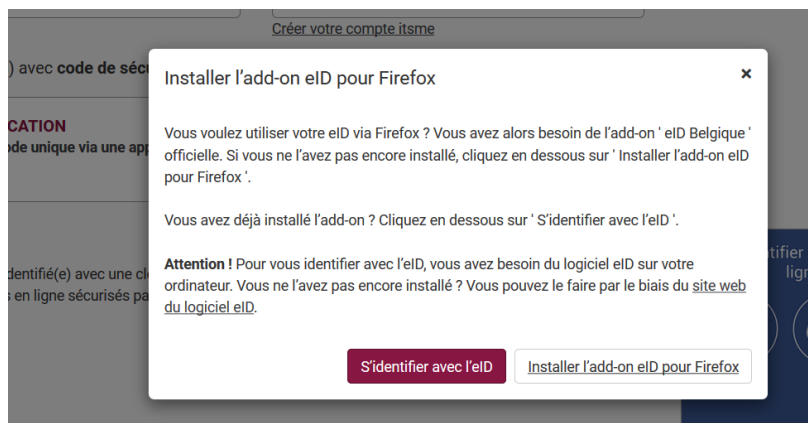 Créer votre compte itsme
) avec code de sécu
Installer l'add-on eID pour Firefox
×
CATION
de unique via une app
Vous voulez utiliser votre eID via Firefox ? Vous avez alors besoin de l'add-on ' eID Belgique '
officielle. Si vous ne l'avez pas encore installé, cliquez en dessous sur ' Installer l'add-on eID
pour Firefox '.
Vous avez déjà installé l'add-on ? Cliquez en dessous sur ' S'identifier avec l'eID '.
Attention ! Pour vous identifier avec l'eID, vous avez besoin du logiciel eID sur votre
ordinateur. Vous ne l'avez pas encore installé ? Vous pouvez le faire par le biais du site web
du logiciel eID.
tifier
lign
dentifié(e) avec une cl
s en ligne sécurisés pa
S'identifier avec l'eID
Installer l'add-on eID pour Firefox